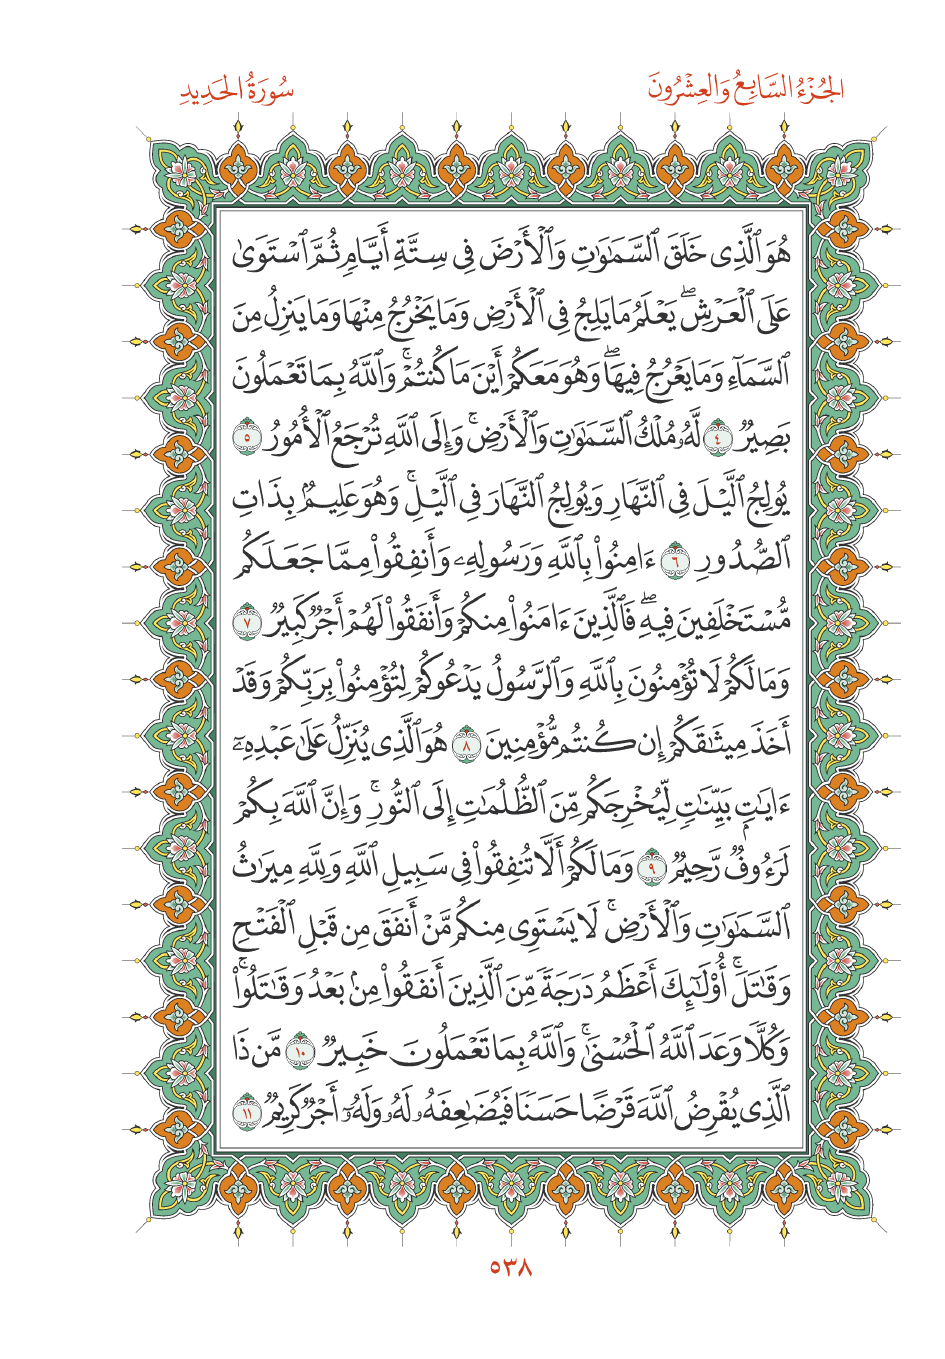 الجُزْءُ السَّابِعُ وَالعِشْرُونَ
سُورَةُ الحَدِيدِ
هُوَ ٱلَّذِى خَلَقَ ٱلسَّمَٰوَٰتِ وَٱلْأَرْضَ فِى سِتَّةِ أَيَّامٍ ثُمَّ ٱسْتَوَىٰ
عَلَى ٱلْعَرْشِ ۖ يَعْلَمُ مَا يَلِجُ فِى ٱلْأَرْضِ وَمَا يَخْرُجُ مِنْهَا وَمَا يَنزِلُ مِنَ
ٱلسَّمَآءِ وَمَا يَعْرُجُ فِيهَا ۖ وَهُوَ مَعَكُمْ أَيْنَ مَا كُنتُمْ ۚ وَٱللَّهُ بِمَا تَعْمَلُونَ
بَصِيرٌ ٤ لَّهُۥ مُلْكُ ٱلسَّمَٰوَٰتِ وَٱلْأَرْضِ ۚ وَإِلَى ٱللَّهِ تُرْجَعُ ٱلْأُمُورُ ٥
يُولِجُ ٱلَّيْلَ فِى ٱلنَّهَارِ وَيُولِجُ ٱلنَّهَارَ فِى ٱلَّيْلِ ۚ وَهُوَ عَلِيمٌۢ بِذَاتِ
ٱلصُّدُورِ ٦ ءَامِنُوا۟ بِٱللَّهِ وَرَسُولِهِۦ وَأَنفِقُوا۟ مِمَّا جَعَلَكُم
مُّسْتَخْلَفِينَ فِيهِ ۖ فَٱلَّذِينَ ءَامَنُوا۟ مِنكُمْ وَأَنفَقُوا۟ لَهُمْ أَجْرٌ كَبِيرٌ ٧
وَمَا لَكُمْ لَا تُؤْمِنُونَ بِٱللَّهِ وَٱلرَّسُولُ يَدْعُوكُمْ لِتُؤْمِنُوا۟ بِرَبِّكُمْ وَقَدْ
أَخَذَ مِيثَٰقَكُمْ إِن كُنتُم مُّؤْمِنِينَ ٨ هُوَ ٱلَّذِى يُنَزِّلُ عَلَىٰ عَبْدِهِۦٓ
ءَايَٰتٍۭ بَيِّنَٰتٍ لِّيُخْرِجَكُم مِّنَ ٱلظُّلُمَٰتِ إِلَى ٱلنُّورِ ۚ وَإِنَّ ٱللَّهَ بِكُمْ
لَرَءُوفٌ رَّحِيمٌ ٩ وَمَا لَكُمْ أَلَّا تُنفِقُوا۟ فِى سَبِيلِ ٱللَّهِ وَلِلَّهِ مِيرَٰثُ
ٱلسَّمَٰوَٰتِ وَٱلْأَرْضِ ۚ لَا يَسْتَوِى مِنكُم مَّنْ أَنفَقَ مِن قَبْلِ ٱلْفَتْحِ
وَقَٰتَلَ ۚ أُو۟لَٰٓئِكَ أَعْظَمُ دَرَجَةً مِّنَ ٱلَّذِينَ أَنفَقُوا۟ مِنۢ بَعْدُ وَقَٰتَلُوا۟ ۚ
وَكُلًّا وَعَدَ ٱللَّهُ ٱلْحُسْنَىٰ ۚ وَٱللَّهُ بِمَا تَعْمَلُونَ خَبِيرٌ ١٠ مَّن ذَا
ٱلَّذِى يُقْرِضُ ٱللَّهَ قَرْضًا حَسَنًا فَيُضَٰعِفَهُۥ لَهُۥ وَلَهُۥٓ أَجْرٌ كَرِيمٌ ١١
٥٣٨